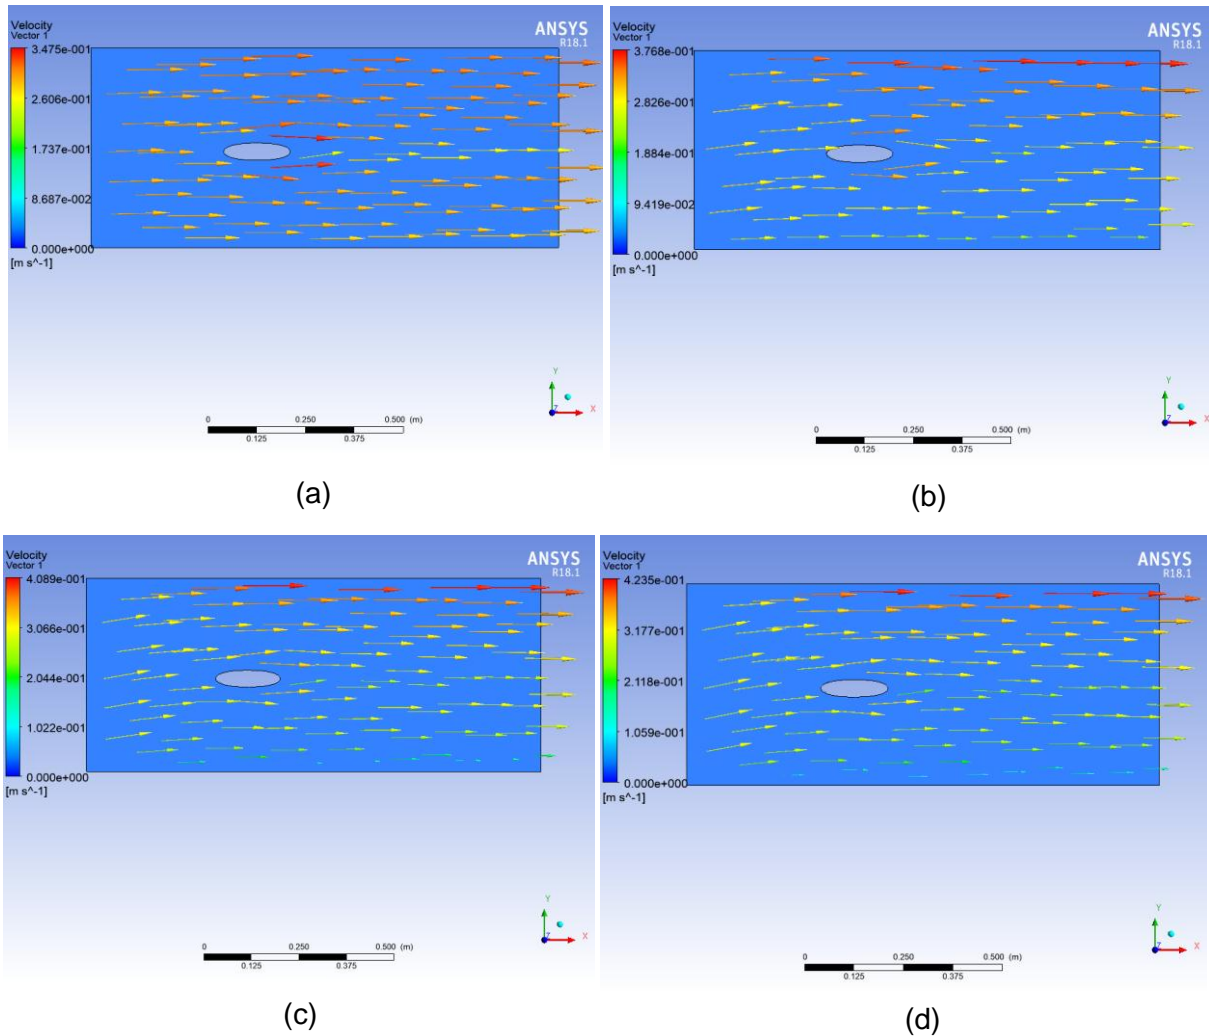 Velocity
Vector 1
ANSYS
R18.1
3.475e-001
2.606e-001
1.737e-001
8.687e-002
0.000e+000
[m s^-1]
Y
Z
X
0 0.250 0.500 (m)
0.125 0.375
(a)
Velocity
Vector 1
ANSYS
R18.1
3.768e-001
2.826e-001
1.884e-001
9.419e-002
0.000e+000
[m s^-1]
Y
Z
X
0 0.250 0.500 (m)
0.125 0.375
(b)
Velocity
Vector 1
ANSYS
R18.1
4.089e-001
3.066e-001
2.044e-001
1.022e-001
0.000e+000
[m s^-1]
Y
Z
X
0 0.250 0.500 (m)
0.125 0.375
(c)
Velocity
Vector 1
ANSYS
R18.1
4.235e-001
3.177e-001
2.118e-001
1.059e-001
0.000e+000
[m s^-1]
Y
Z
X
0 0.250 0.500 (m)
0.125 0.375
(d)